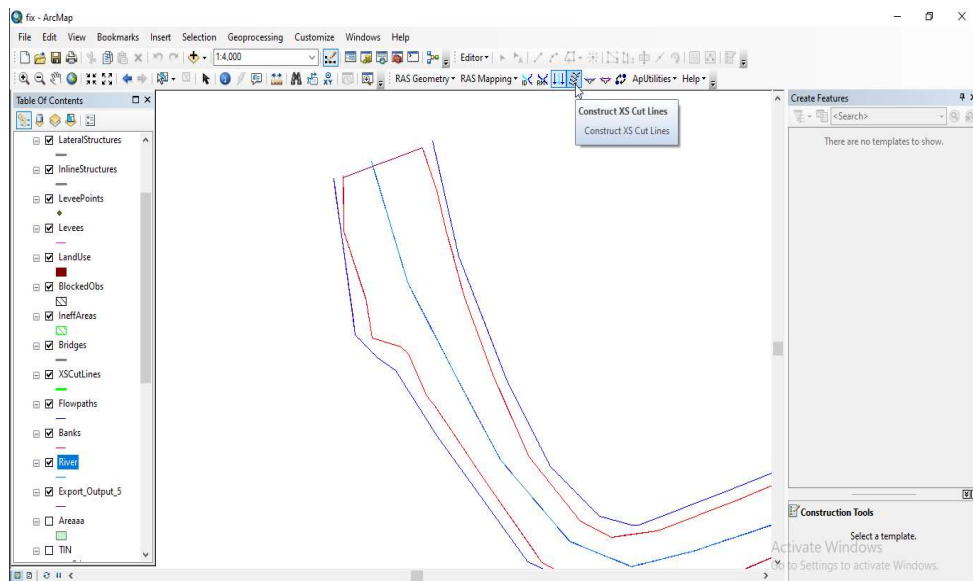 fix - ArcMap
File Edit View Bookmarks Insert Selection Geoprocessing Customize Windows Help
1:4,000
Editor
RAS Geometry RAS Mapping ApUtilities Help
Table Of Contents
LateralStructures
InlineStructures
LeveePoints
Levees
LandUse
BlockedObs
IneffAreas
Bridges
XSCutLines
Flowpaths
Banks
River
Export_Output_5
Areaaa
TIN
Construct XS Cut Lines
Construct XS Cut Lines
Create Features
<Search>
There are no templates to show.
Construction Tools
Select a template.
Activate Windows
Go to Settings to activate Windows.